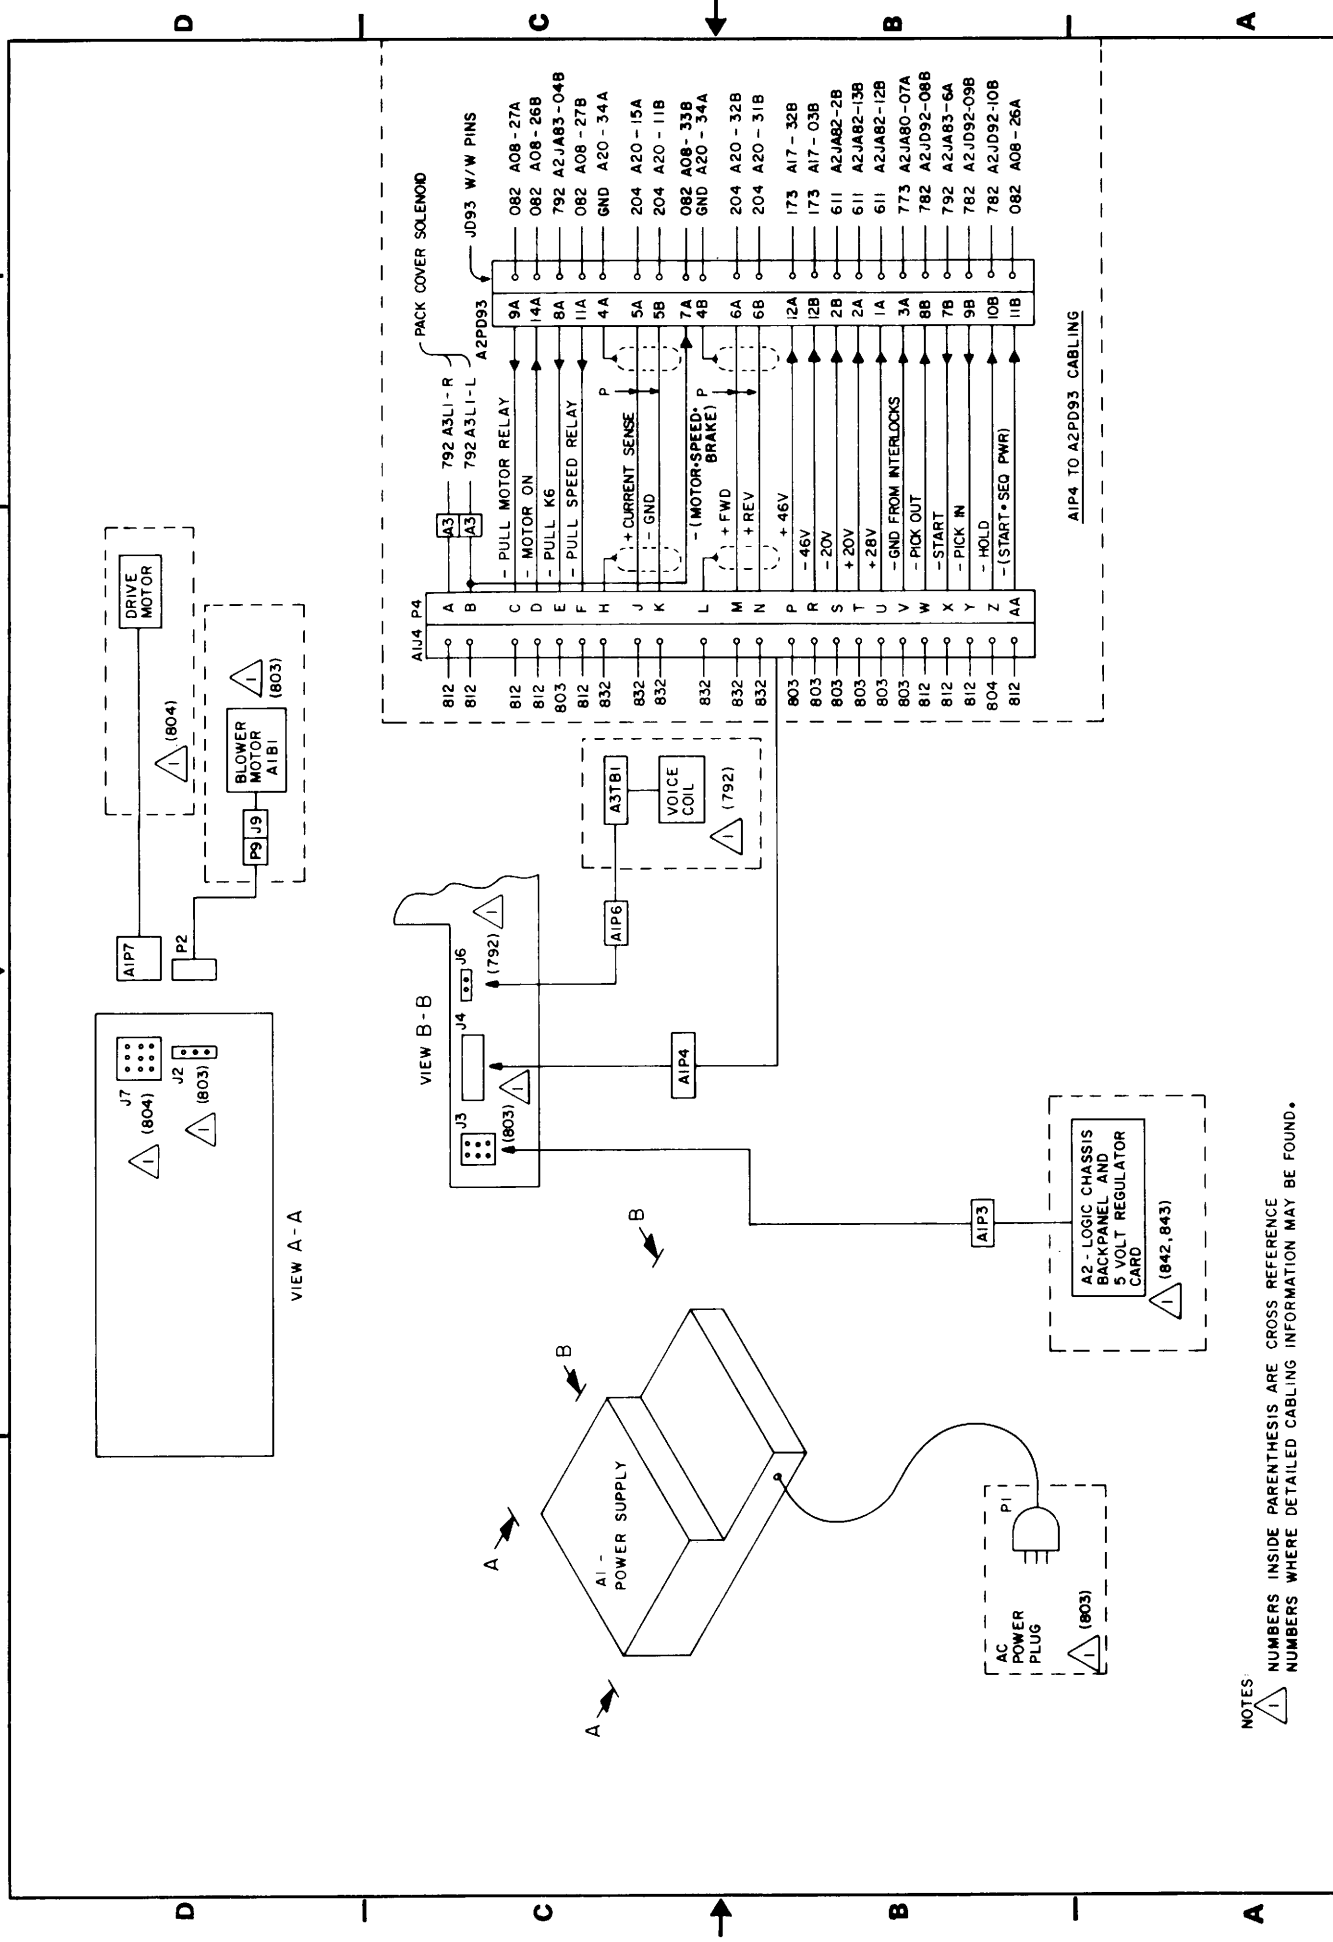 D
C
B
A
J7
(804)
1
J2
(803)
1
VIEW A-A
A1P7
P2
DRIVE
MOTOR
1
(804)
P9
J9
BLOWER
MOTOR
A1B1
1
(803)
VIEW B-B
J3
J4
J6
(803)
1
(792)
1
A1P6
A3TB1
VOICE
COIL
1
(792)
A1P4
A1P3
A2 - LOGIC CHASSIS
BACKPANEL AND
5 VOLT REGULATOR
CARD
1
(842,843)
A
A
B
B
A1 -
POWER SUPPLY
AC
POWER
PLUG
P1
1
(803)
PACK COVER SOLENOID
JD93 W/W PINS
A1J4 P4
A2PD93
812 A A3 792 A3L1-R
812 B A3 792 A3L1-L
812 C - PULL MOTOR RELAY 9A 082 A08-27A
812 D - MOTOR ON 14A 082 A08-26B
803 E - PULL K6 8A 792 A2JA83-04B
812 F - PULL SPEED RELAY 11A 082 A08-27B
832 H P 4A GND A20-34A
832 J + CURRENT SENSE 5A 204 A20-15A
832 K - GND 5B 204 A20-11B
-(MOTOR•SPEED• 7A 082 A08-33B
BRAKE)
832 L P 4B GND A20-34A
832 M + FWD 6A 204 A20-32B
832 N + REV 6B 204 A20-31B
803 P + 46V 12A 173 A17-32B
803 R - 46V 12B 173 A17-03B
803 S - 20V 2B 611 A2JA82-2B
803 T + 20V 2A 611 A2JA82-13B
803 U + 28V 1A 611 A2JA82-12B
803 V - GND FROM INTERLOCKS 3A 773 A2JA80-07A
812 W - PICK OUT 8B 782 A2JD92-08B
812 X - START 7B 792 A2JA83-6A
812 Y - PICK IN 9B 782 A2JD92-09B
804 Z - HOLD 10B 782 A2JD92-10B
812 AA -(START•SEQ PWR) 11B 082 A08-26A
A1P4 TO A2PD93 CABLING
NOTES:
1 NUMBERS INSIDE PARENTHESIS ARE CROSS REFERENCE
NUMBERS WHERE DETAILED CABLING INFORMATION MAY BE FOUND.
D
C
B
A